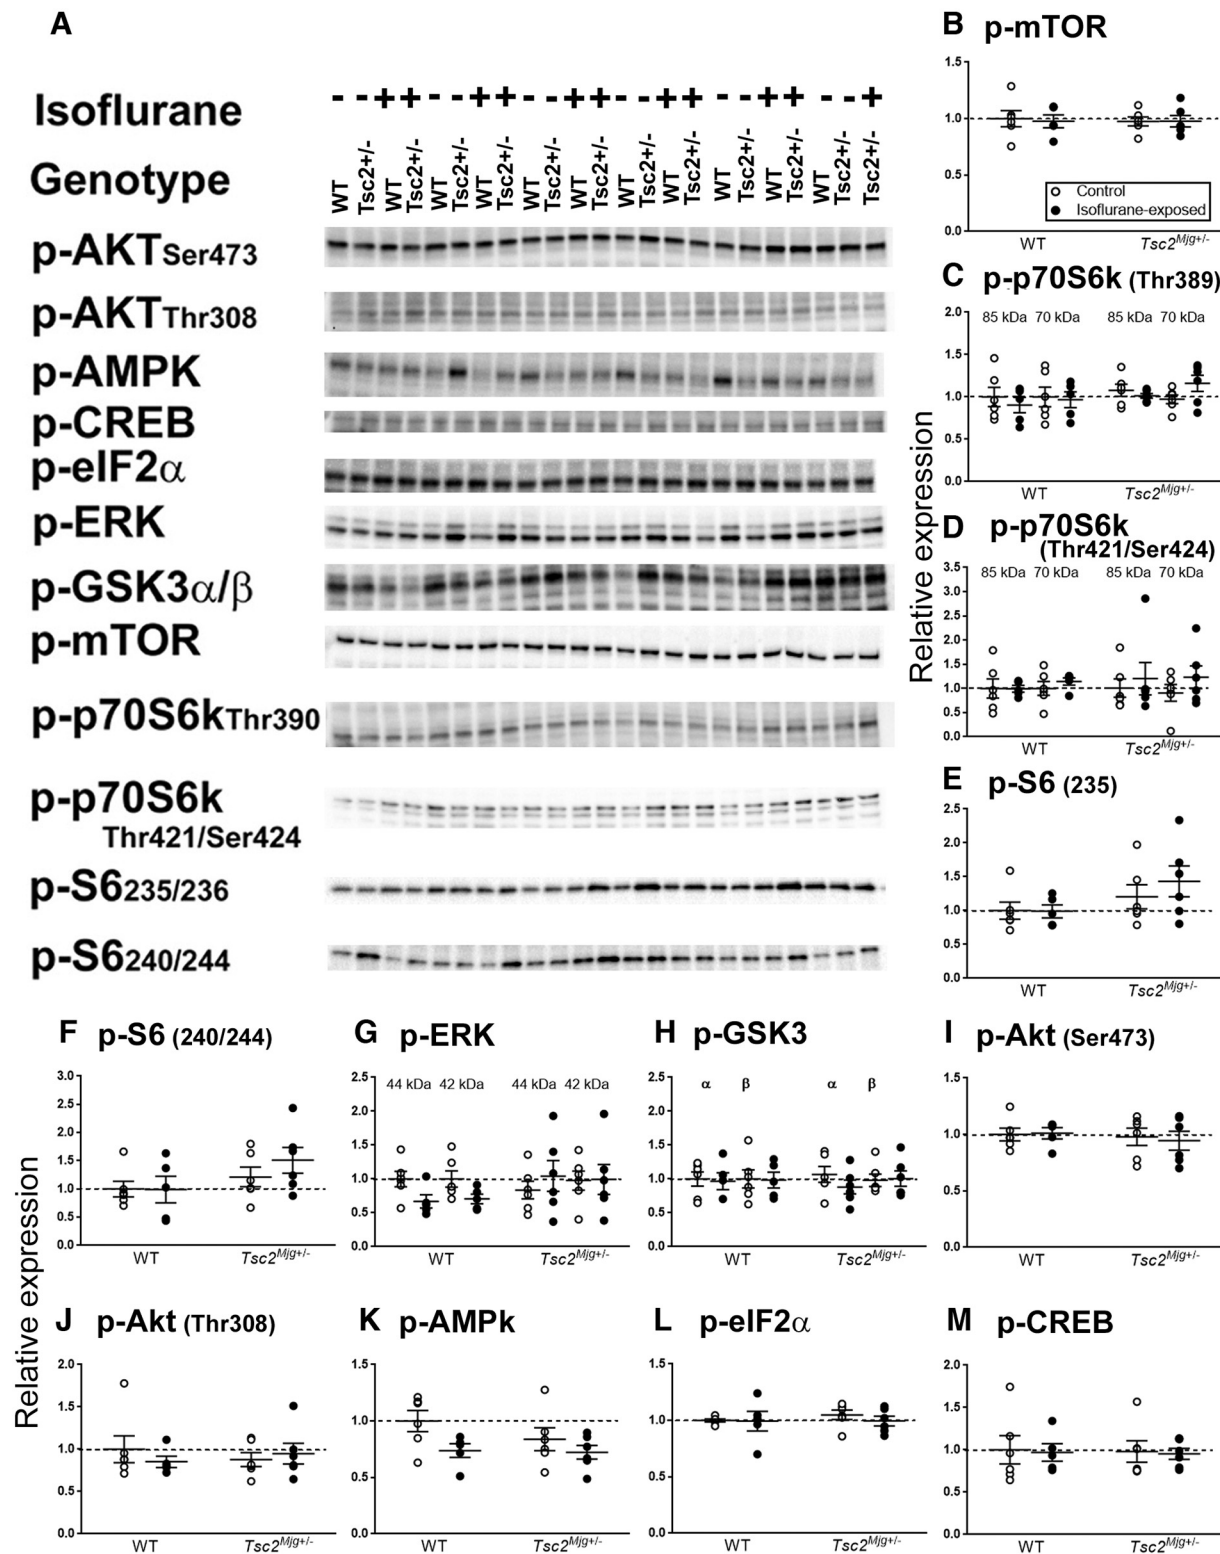 A
Isoflurane
- - + + - - + + - - + + - - + + - - + + - - +
Genotype
WT Tsc2+/- WT Tsc2+/- WT Tsc2+/- WT Tsc2+/- WT Tsc2+/- WT Tsc2+/- WT Tsc2+/- WT Tsc2+/- WT Tsc2+/- WT Tsc2+/- WT Tsc2+/- Tsc2+/-
p-AKTSer473
p-AKTThr308
p-AMPK
p-CREB
p-eIF2α
p-ERK
p-GSK3α/β
p-mTOR
p-p70S6kThr390
p-p70S6k
Thr421/Ser424
p-S6235/236
p-S6240/244
B p-mTOR
1.5
1.0
0.5
0.0
Control
Isoflurane-exposed
WT Tsc2Mjg+/-
C p-p70S6k (Thr389)
85 kDa 70 kDa 85 kDa 70 kDa
2.0
1.5
1.0
0.5
0.0
WT Tsc2Mjg+/-
Relative expression
D p-p70S6k
(Thr421/Ser424)
85 kDa 70 kDa 85 kDa 70 kDa
3.5
3.0
2.5
2.0
1.5
1.0
0.5
0.0
WT Tsc2Mjg+/-
E p-S6 (235)
2.5
2.0
1.5
1.0
0.5
0.0
WT Tsc2Mjg+/-
F p-S6 (240/244)
3.0
2.5
2.0
1.5
1.0
0.5
0.0
WT Tsc2Mjg+/-
G p-ERK
44 kDa 42 kDa 44 kDa 42 kDa
2.5
2.0
1.5
1.0
0.5
0.0
WT Tsc2Mjg+/-
H p-GSK3
α β α β
2.5
2.0
1.5
1.0
0.5
0.0
WT Tsc2Mjg+/-
I p-Akt (Ser473)
1.5
1.0
0.5
0.0
WT Tsc2Mjg+/-
Relative expression
J p-Akt (Thr308)
2.0
1.5
1.0
0.5
0.0
WT Tsc2Mjg+/-
K p-AMPk
1.5
1.0
0.5
0.0
WT Tsc2Mjg+/-
L p-eIF2α
1.5
1.0
0.5
0.0
WT Tsc2Mjg+/-
M p-CREB
2.0
1.5
1.0
0.5
0.0
WT Tsc2Mjg+/-